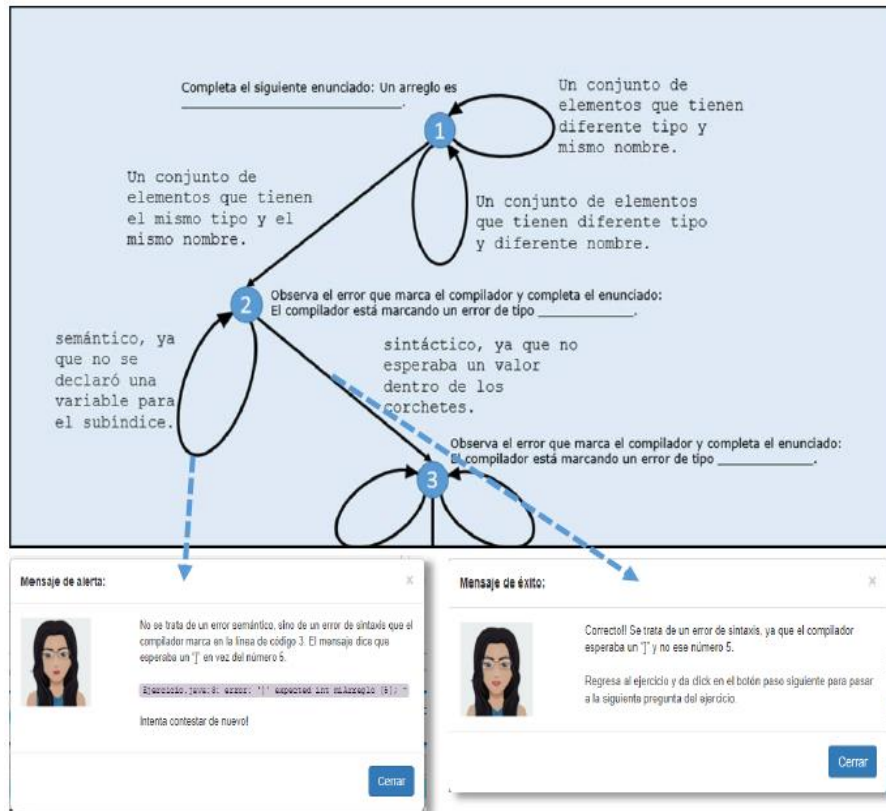 Completa el siguiente enunciado: Un arreglo es
______________________________.
Un conjunto de
elementos que tienen
diferente tipo y
mismo nombre.
1
Un conjunto de
elementos que tienen
el mismo tipo y el
mismo nombre.
Un conjunto de elementos
que tienen diferente tipo
y diferente nombre.
2
Observa el error que marca el compilador y completa el enunciado:
El compilador está marcando un error de tipo _____________.
semántico, ya
que no se
declaró una
variable para
el subíndice.
sintáctico, ya que no
esperaba un valor
dentro de los
corchetes.
Observa el error que marca el compilador y completa el enunciado:
El compilador está marcando un error de tipo _____________.
3
Mensaje de alerta:
×
No se trata de un error semántico, sino de un error de sintaxis que el
compilador marca en la línea de código 3. El mensaje dice que
esperaba un "]" en vez del número 5.
error: ']' expected int miArreglo [5]; ^
Intenta contestar de nuevo!
Cerrar
Mensaje de éxito:
×
Correcto!! Se trata de un error de sintaxis, ya que el compilador
esperaba un "]" y no ese número 5.
Regresa al ejercicio y da click en el botón paso siguiente para pasar
a la siguiente pregunta del ejercicio.
Cerrar